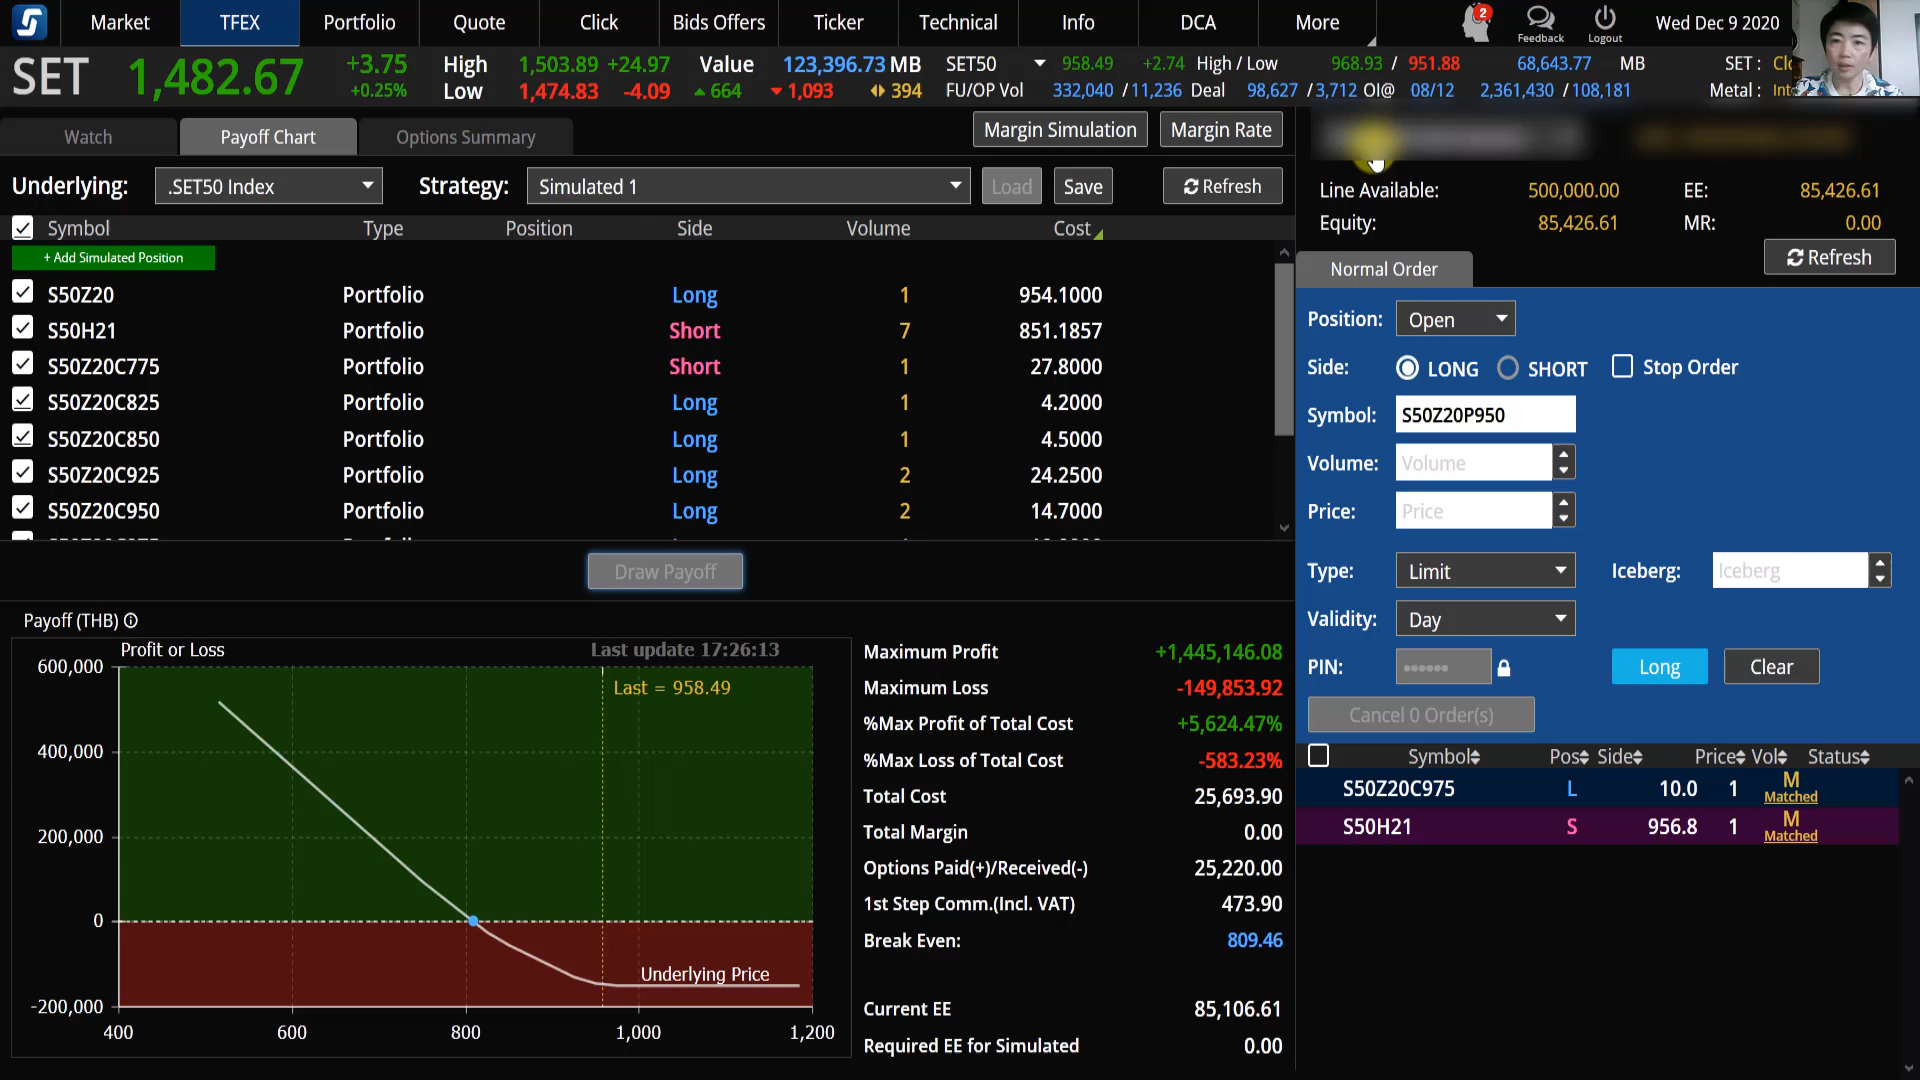 Market TFEX Portfolio Quote Click Bids Offers Ticker Technical Info DCA More 2 Feedback Logout Wed Dec 9 2020
SET 1,482.67 +3.75 +0.25%
High 1,503.89 +24.97 Value 123,396.73 MB SET50 958.49 +2.74 High / Low 968.93 / 951.88 68,643.77 MB SET :
Low 1,474.83 -4.09 664 1,093 394 FU/OP Vol 332,040 /11,236 Deal 98,627 /3,712 OI@ 08/12 2,361,430 /108,181 Metal :
Watch Payoff Chart Options Summary Margin Simulation Margin Rate
Underlying: .SET50 Index Strategy: Simulated 1 Load Save Refresh
Symbol Type Position Side Volume Cost
+ Add Simulated Position
S50Z20 Portfolio Long 1 954.1000
S50H21 Portfolio Short 7 851.1857
S50Z20C775 Portfolio Short 1 27.8000
S50Z20C825 Portfolio Long 1 4.2000
S50Z20C850 Portfolio Long 1 4.5000
S50Z20C925 Portfolio Long 2 24.2500
S50Z20C950 Portfolio Long 2 14.7000
Draw Payoff
Payoff (THB)
Profit or Loss Last update 17:26:13
Last = 958.49
600,000
400,000
200,000
0
-200,000
Underlying Price
400 600 800 1,000 1,200
Maximum Profit +1,445,146.08
Maximum Loss -149,853.92
%Max Profit of Total Cost +5,624.47%
%Max Loss of Total Cost -583.23%
Total Cost 25,693.90
Total Margin 0.00
Options Paid(+)/Received(-) 25,220.00
1st Step Comm.(Incl. VAT) 473.90
Break Even: 809.46
Current EE 85,106.61
Required EE for Simulated 0.00
Line Available: 500,000.00 EE: 85,426.61
Equity: 85,426.61 MR: 0.00
Normal Order Refresh
Position: Open
Side: LONG SHORT Stop Order
Symbol: S50Z20P950
Volume: Volume
Price: Price
Type: Limit Iceberg: Iceberg
Validity: Day
PIN: Long Clear
Cancel 0 Order(s)
Symbol Pos Side Price Vol Status
S50Z20C975 L 10.0 1 M Matched
S50H21 S 956.8 1 M Matched